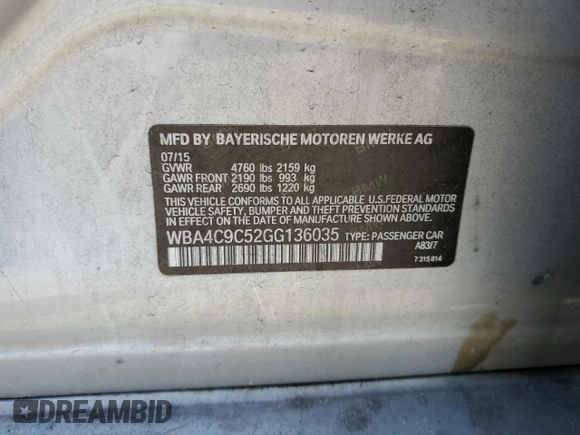 MFD BY BAYERISCHE MOTOREN WERKE AG
07/15
GVWR 4760 lbs 2159 kg
GAWR FRONT 2190 lbs 993 kg
GAWR REAR 2690 lbs 1220 kg
THIS VEHICLE CONFORMS TO ALL APPLICABLE U.S.FEDERAL MOTOR
VEHICLE SAFETY, BUMPER AND THEFT PREVENTION STANDARDS IN
EFFECT ON THE DATE OF MANUFACTURE SHOWN ABOVE.
WBA4C9C52GG136035 TYPE: PASSENGER CAR
A83/7
7 315 814
DREAMBID